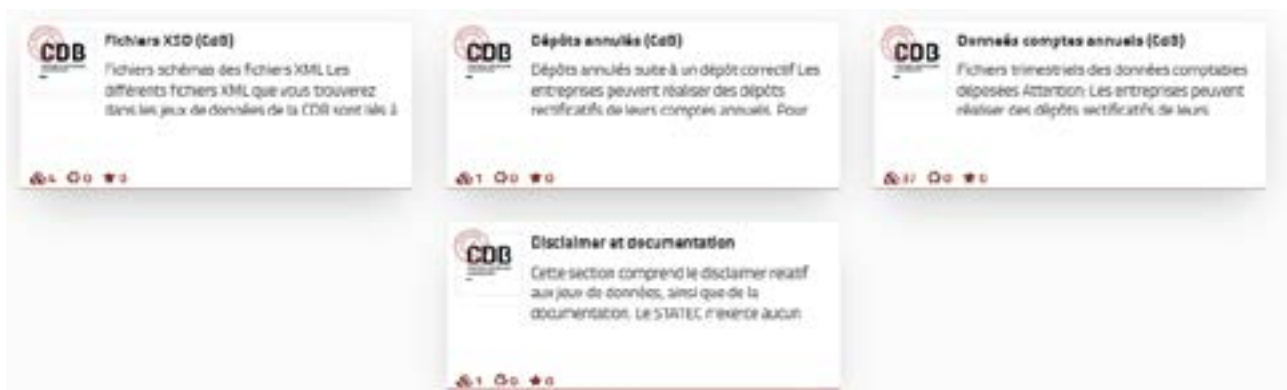 CDB
Fichiers XSD (CdB)
Fichiers schémas des fichiers XML Les
différents fichiers XML que vous trouverez
dans les jeux de données de la CDB sont liés à
4 0 0
CDB
Dépôts annulés (CdB)
Dépôts annulés suite à un dépôt correctif Les
entreprises peuvent réaliser des dépôts
rectificatifs de leurs comptes annuels. Pour
1 0 0
CDB
Donneés comptes annuels (CdB)
Fichiers trimestriels des données comptables
déposées Attention: Les entreprises peuvent
réaliser des dépôts rectificatifs de leurs
37 0 0
CDB
Disclaimer et documentation
Cette section comprend le disclaimer relatif
aux jeux de données, ainsi que de la
documentation. Le STATEC n'exerce aucun
1 0 0